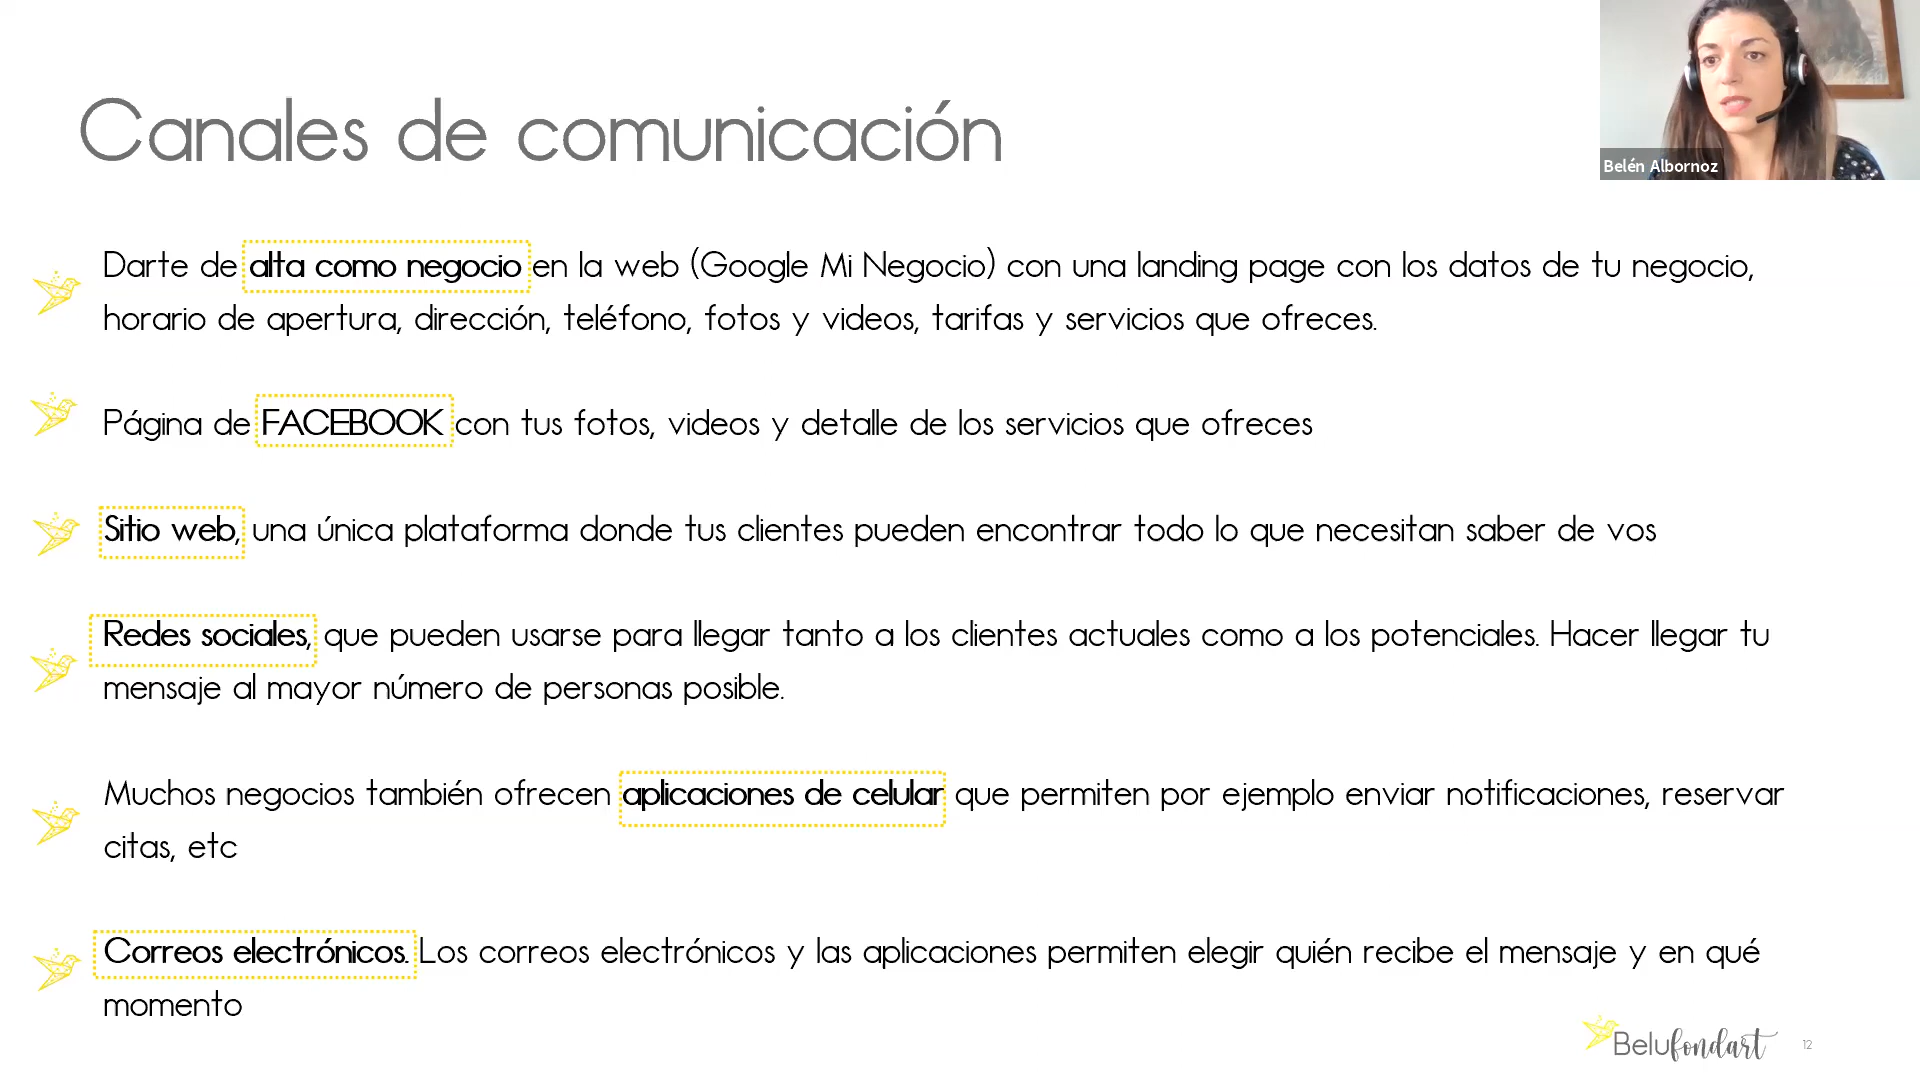 Canales de comunicación
Belén Albornoz
Darte de alta como negocio en la web (Google Mi Negocio) con una landing page con los datos de tu negocio,
horario de apertura, dirección, teléfono, fotos y videos, tarifas y servicios que ofreces.
Página de FACEBOOK con tus fotos, videos y detalle de los servicios que ofreces
Sitio web, una única plataforma donde tus clientes pueden encontrar todo lo que necesitan saber de vos
Redes sociales, que pueden usarse para llegar tanto a los clientes actuales como a los potenciales. Hacer llegar tu
mensaje al mayor número de personas posible.
Muchos negocios también ofrecen aplicaciones de celular que permiten por ejemplo enviar notificaciones, reservar
citas, etc
Correos electrónicos. Los correos electrónicos y las aplicaciones permiten elegir quién recibe el mensaje y en qué
momento
Belufondart 12